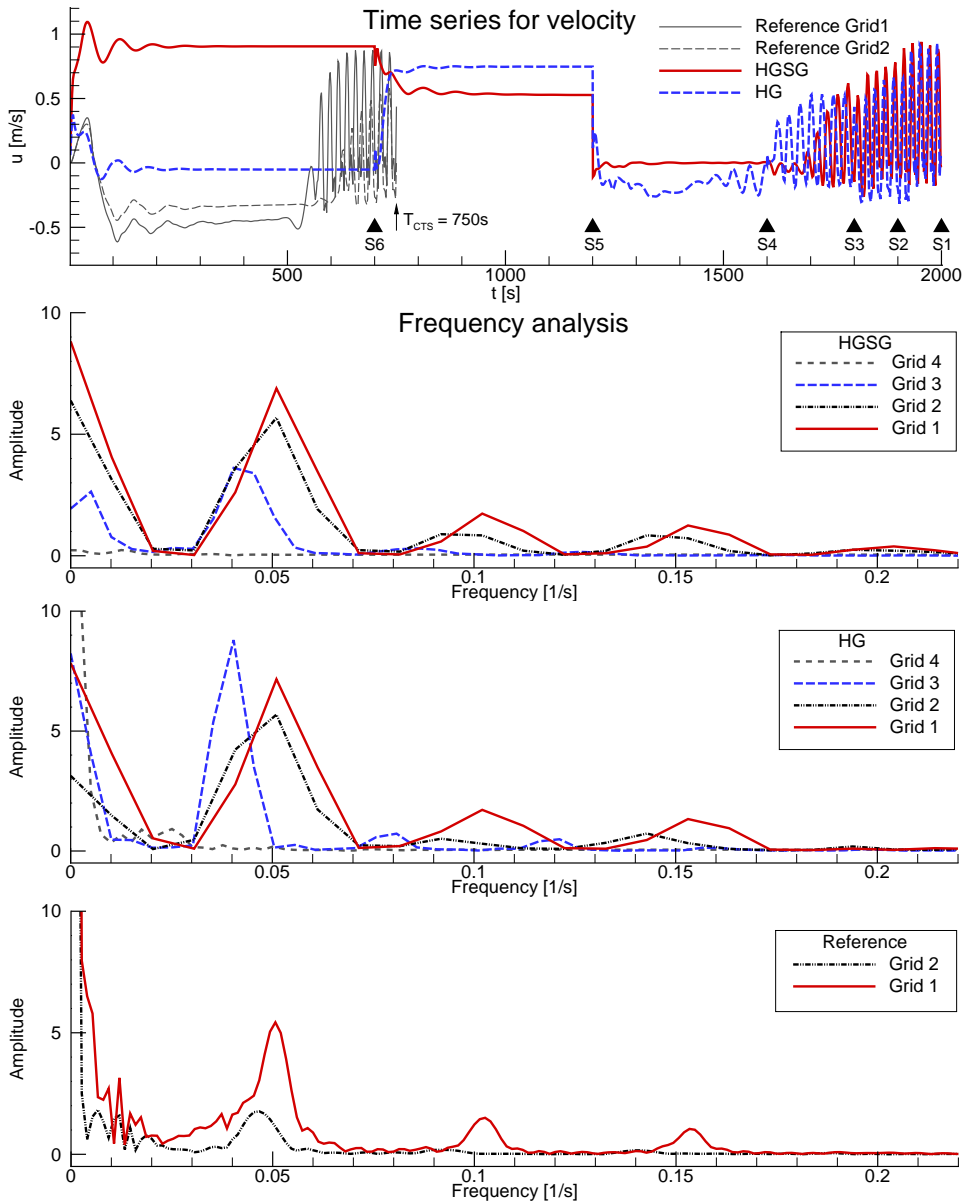 Time series for velocity
Reference Grid1
Reference Grid2
HGSG
HG
u [m/s]
1
0.5
0
-0.5
T_CTS = 750s
S6
S5
S4
S3
S2
S1
500
1000
1500
2000
t [s]
Frequency analysis
HGSG
Grid 4
Grid 3
Grid 2
Grid 1
Amplitude
10
5
0
0
0.05
0.1
0.15
0.2
Frequency [1/s]
HG
Grid 4
Grid 3
Grid 2
Grid 1
Amplitude
10
5
0
0
0.05
0.1
0.15
0.2
Frequency [1/s]
Reference
Grid 2
Grid 1
Amplitude
10
5
0
0
0.05
0.1
0.15
0.2
Frequency [1/s]